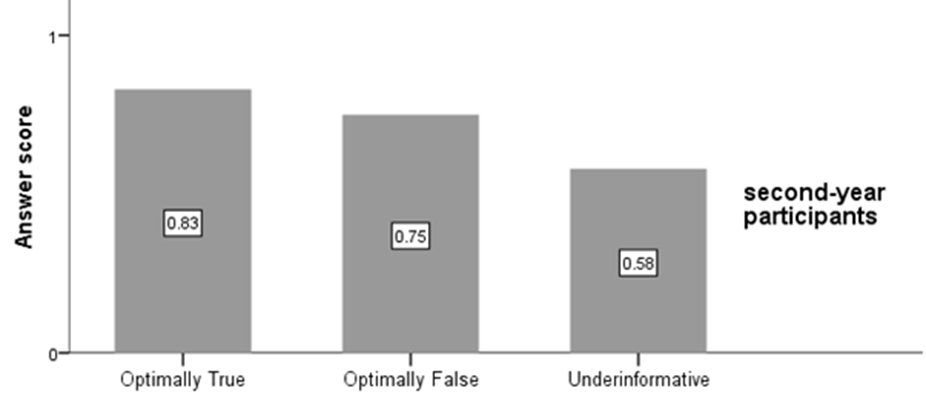 1
Answer score
0.83
0.75
0.58
second-year
participants
0
Optimally True
Optimally False
Underinformative